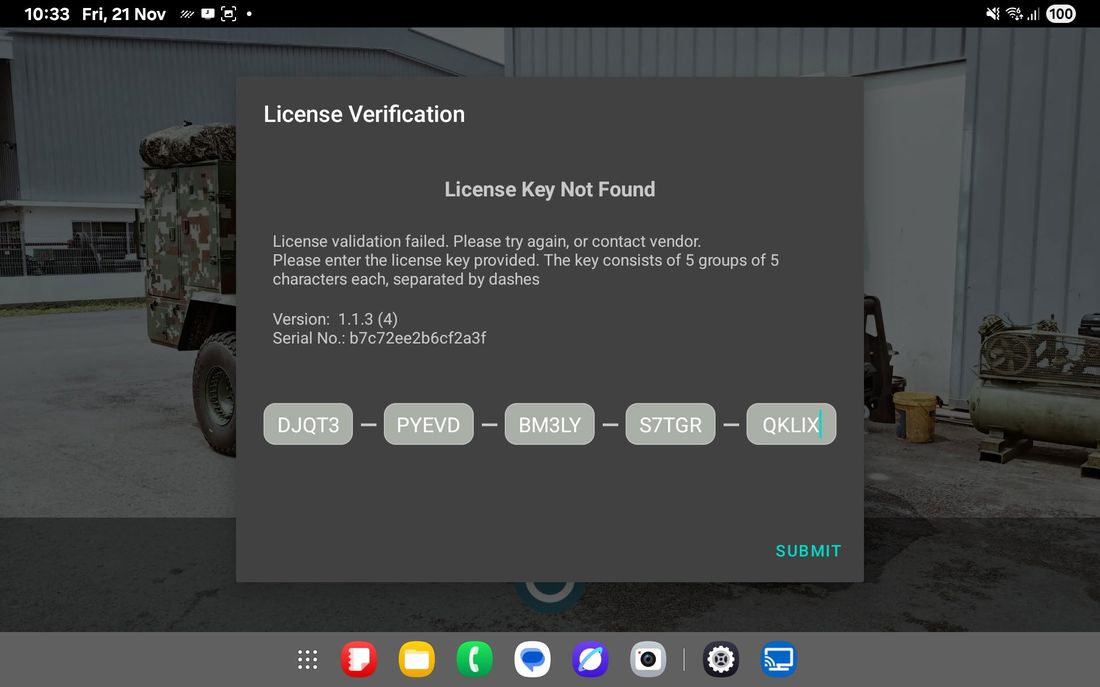 10:33 Fri, 21 Nov
100
License Verification
License Key Not Found
License validation failed. Please try again, or contact vendor.
Please enter the license key provided. The key consists of 5 groups of 5
characters each, separated by dashes
Version: 1.1.3 (4)
Serial No.: b7c72ee2b6cf2a3f
DJQT3 – PYEVD – BM3LY – S7TGR – QKLIX
SUBMIT